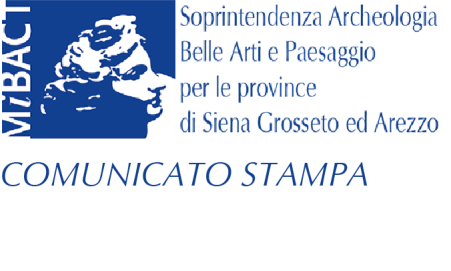 MiBACT
Soprintendenza Archeologia
Belle Arti e Paesaggio
per le province
di Siena Grosseto ed Arezzo
COMUNICATO STAMPA